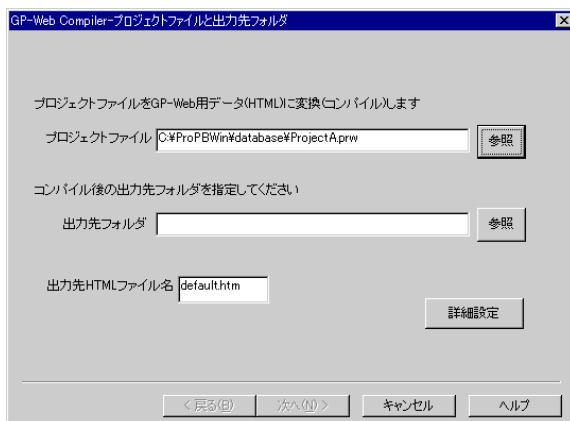 GP-Web Compiler-プロジェクトファイルと出力先フォルダ
プロジェクトファイルをGP-Web用データ(HTML)に変換(コンパイル)します
プロジェクトファイル C:¥ProPBWin¥database¥ProjectA.prw 参照
コンパイル後の出力先フォルダを指定してください
出力先フォルダ 参照
出力先HTMLファイル名 default.htm
詳細設定
< 戻る(B) 次へ(N) > キャンセル ヘルプ